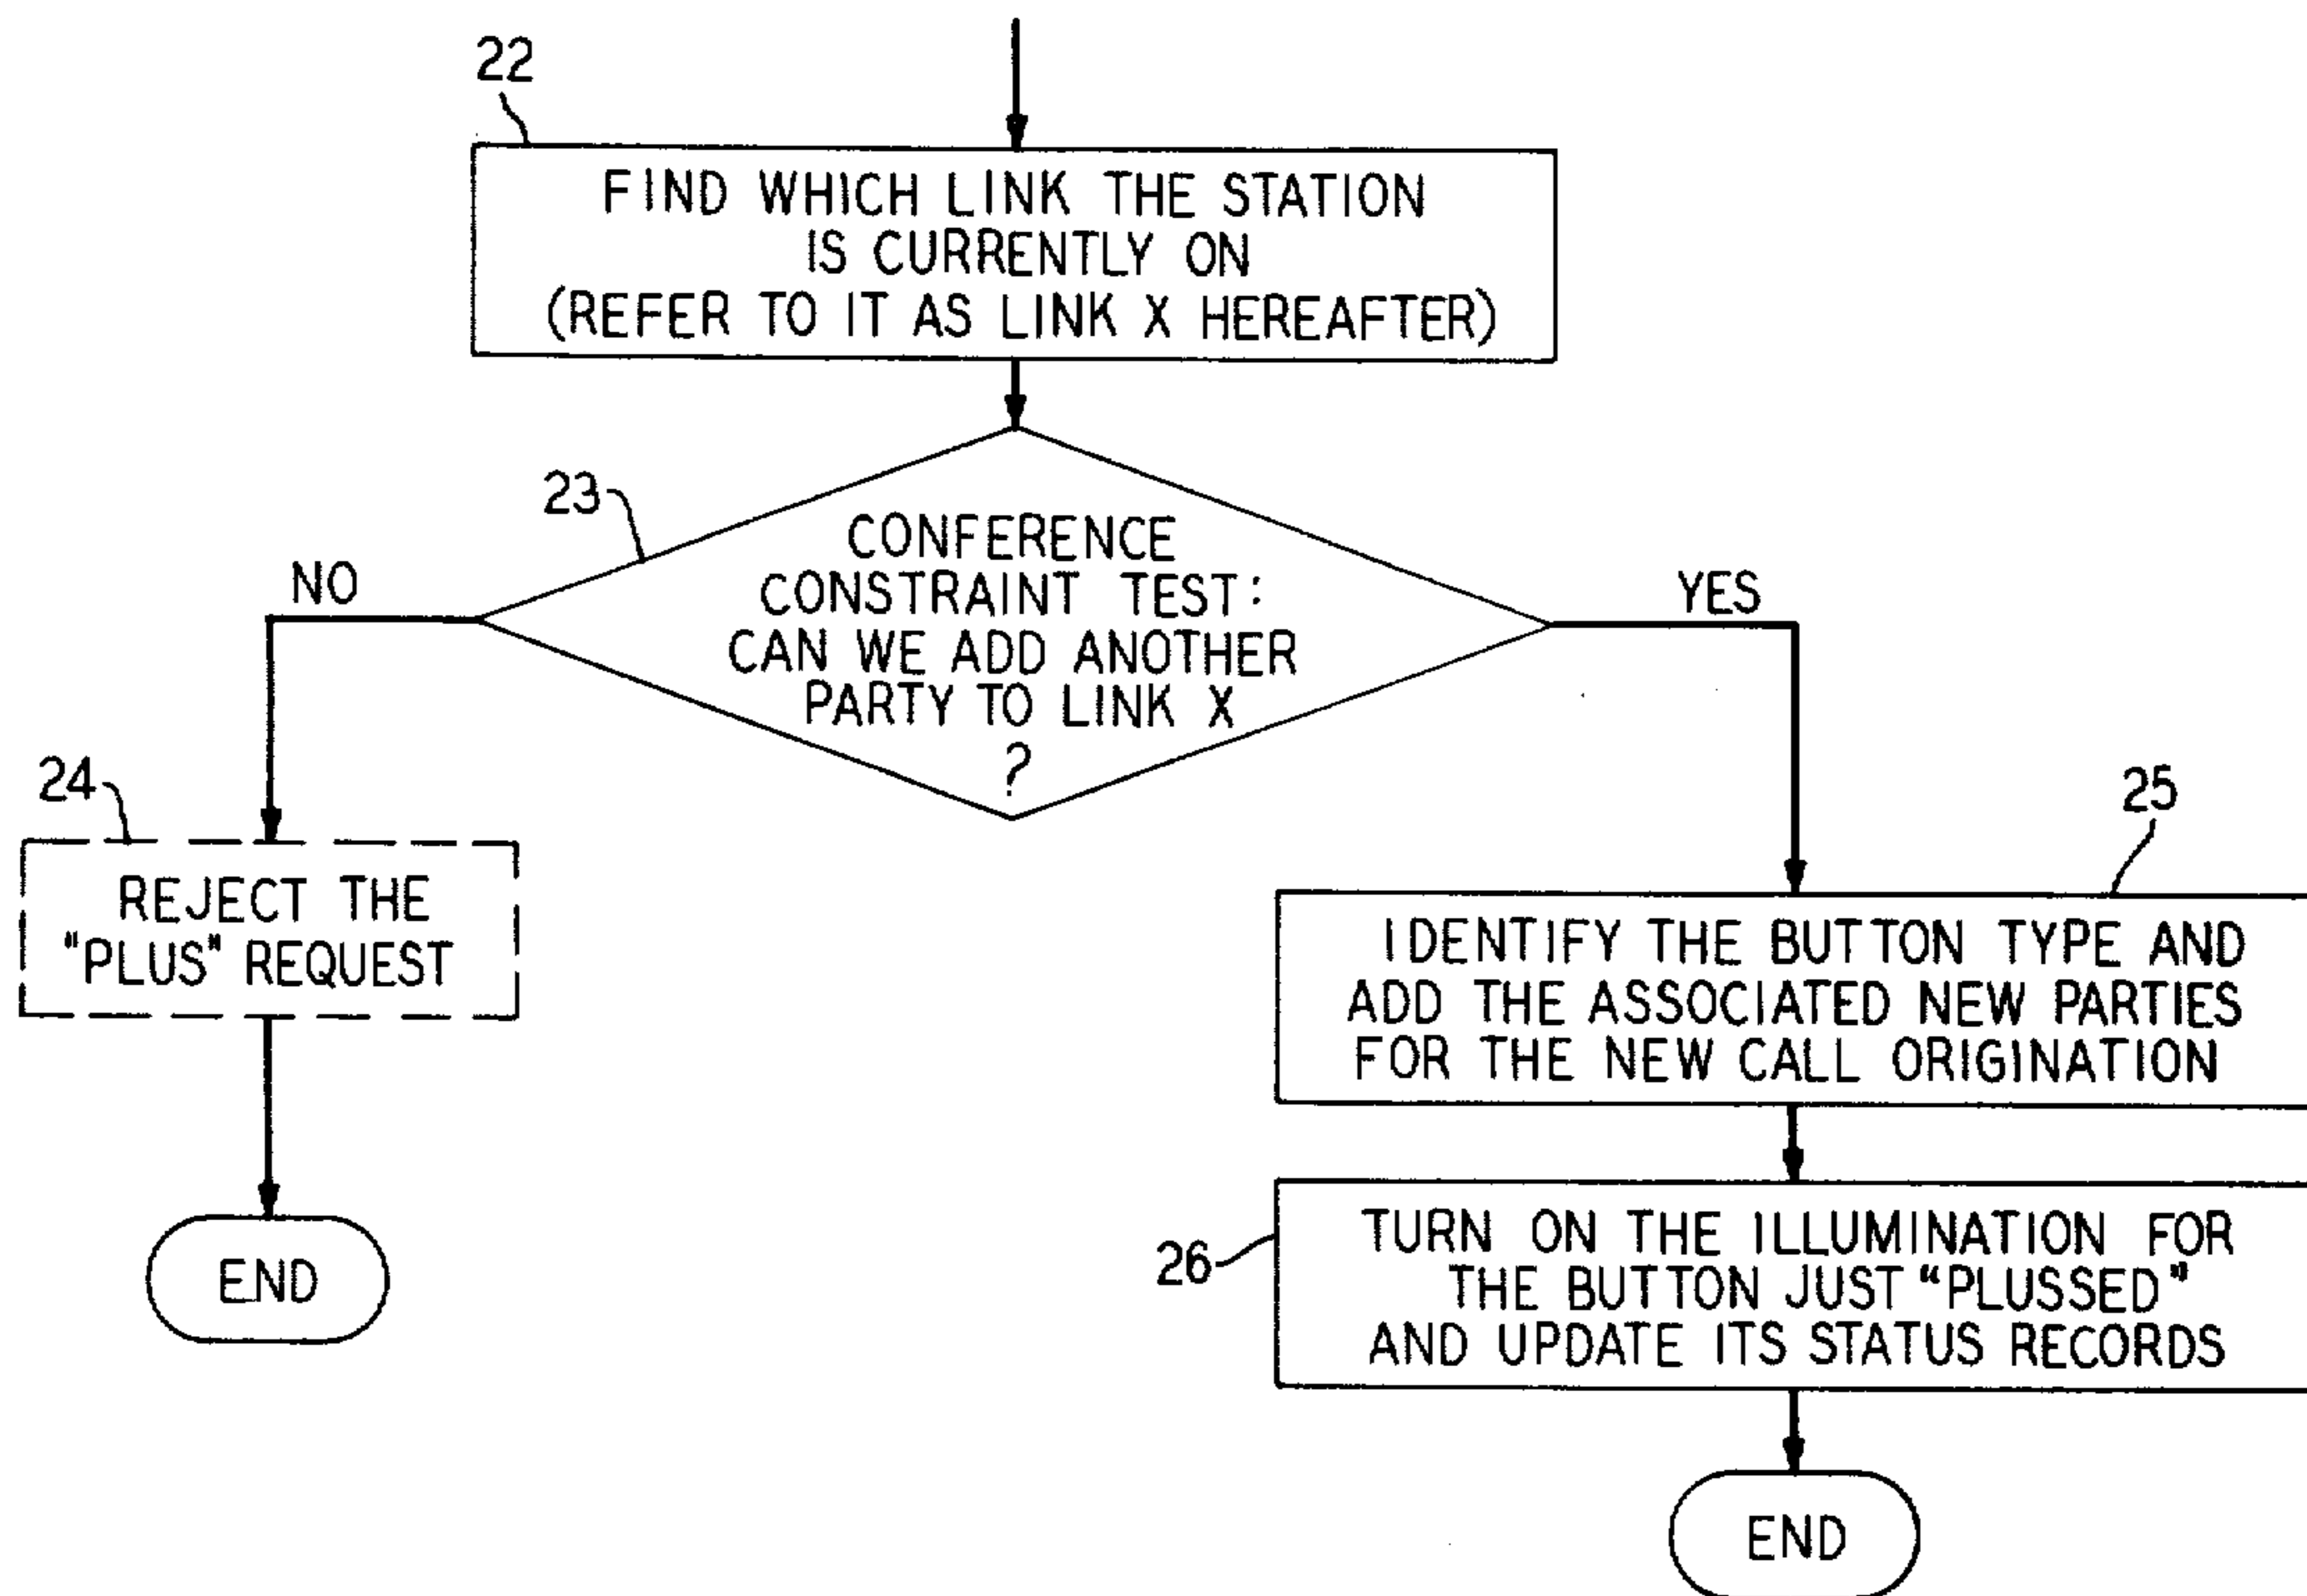 22
FIND WHICH LINK THE STATION
IS CURRENTLY ON
(REFER TO IT AS LINK X HEREAFTER)
23
CONFERENCE
CONSTRAINT TEST:
CAN WE ADD ANOTHER
PARTY TO LINK X
?
NO
YES
24
REJECT THE
"PLUS" REQUEST
END
25
IDENTIFY THE BUTTON TYPE AND
ADD THE ASSOCIATED NEW PARTIES
FOR THE NEW CALL ORIGINATION
26
TURN ON THE ILLUMINATION FOR
THE BUTTON JUST "PLUSSED"
AND UPDATE ITS STATUS RECORDS
END